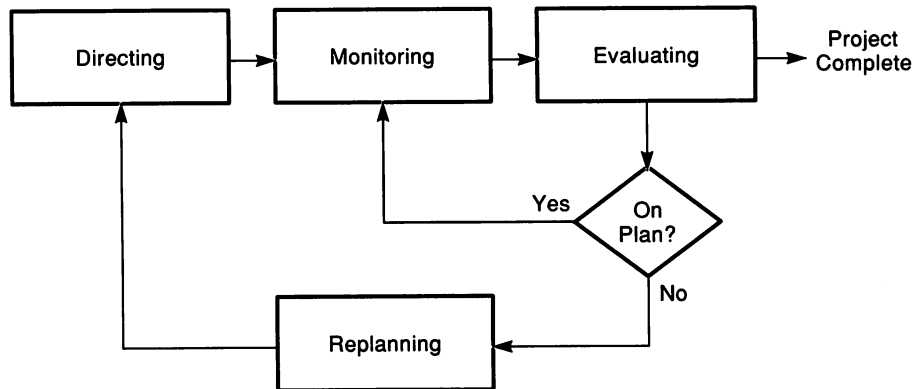 Directing
Monitoring
Evaluating
Project
Complete
Yes
On
Plan?
No
Replanning